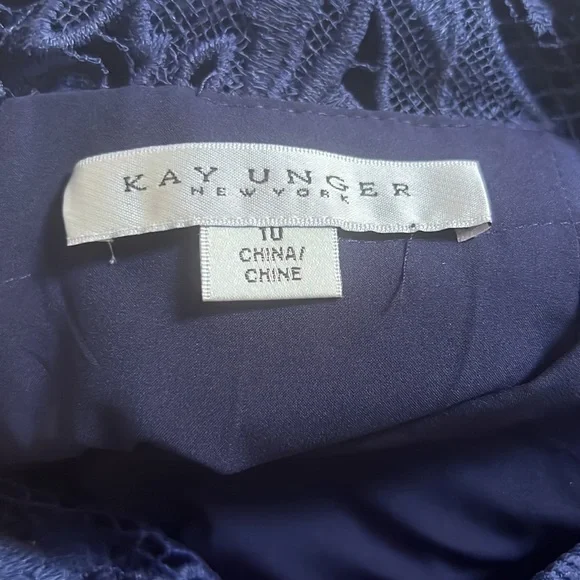 KAY UNGER
NEW YORK
10
CHINA/
CHINE